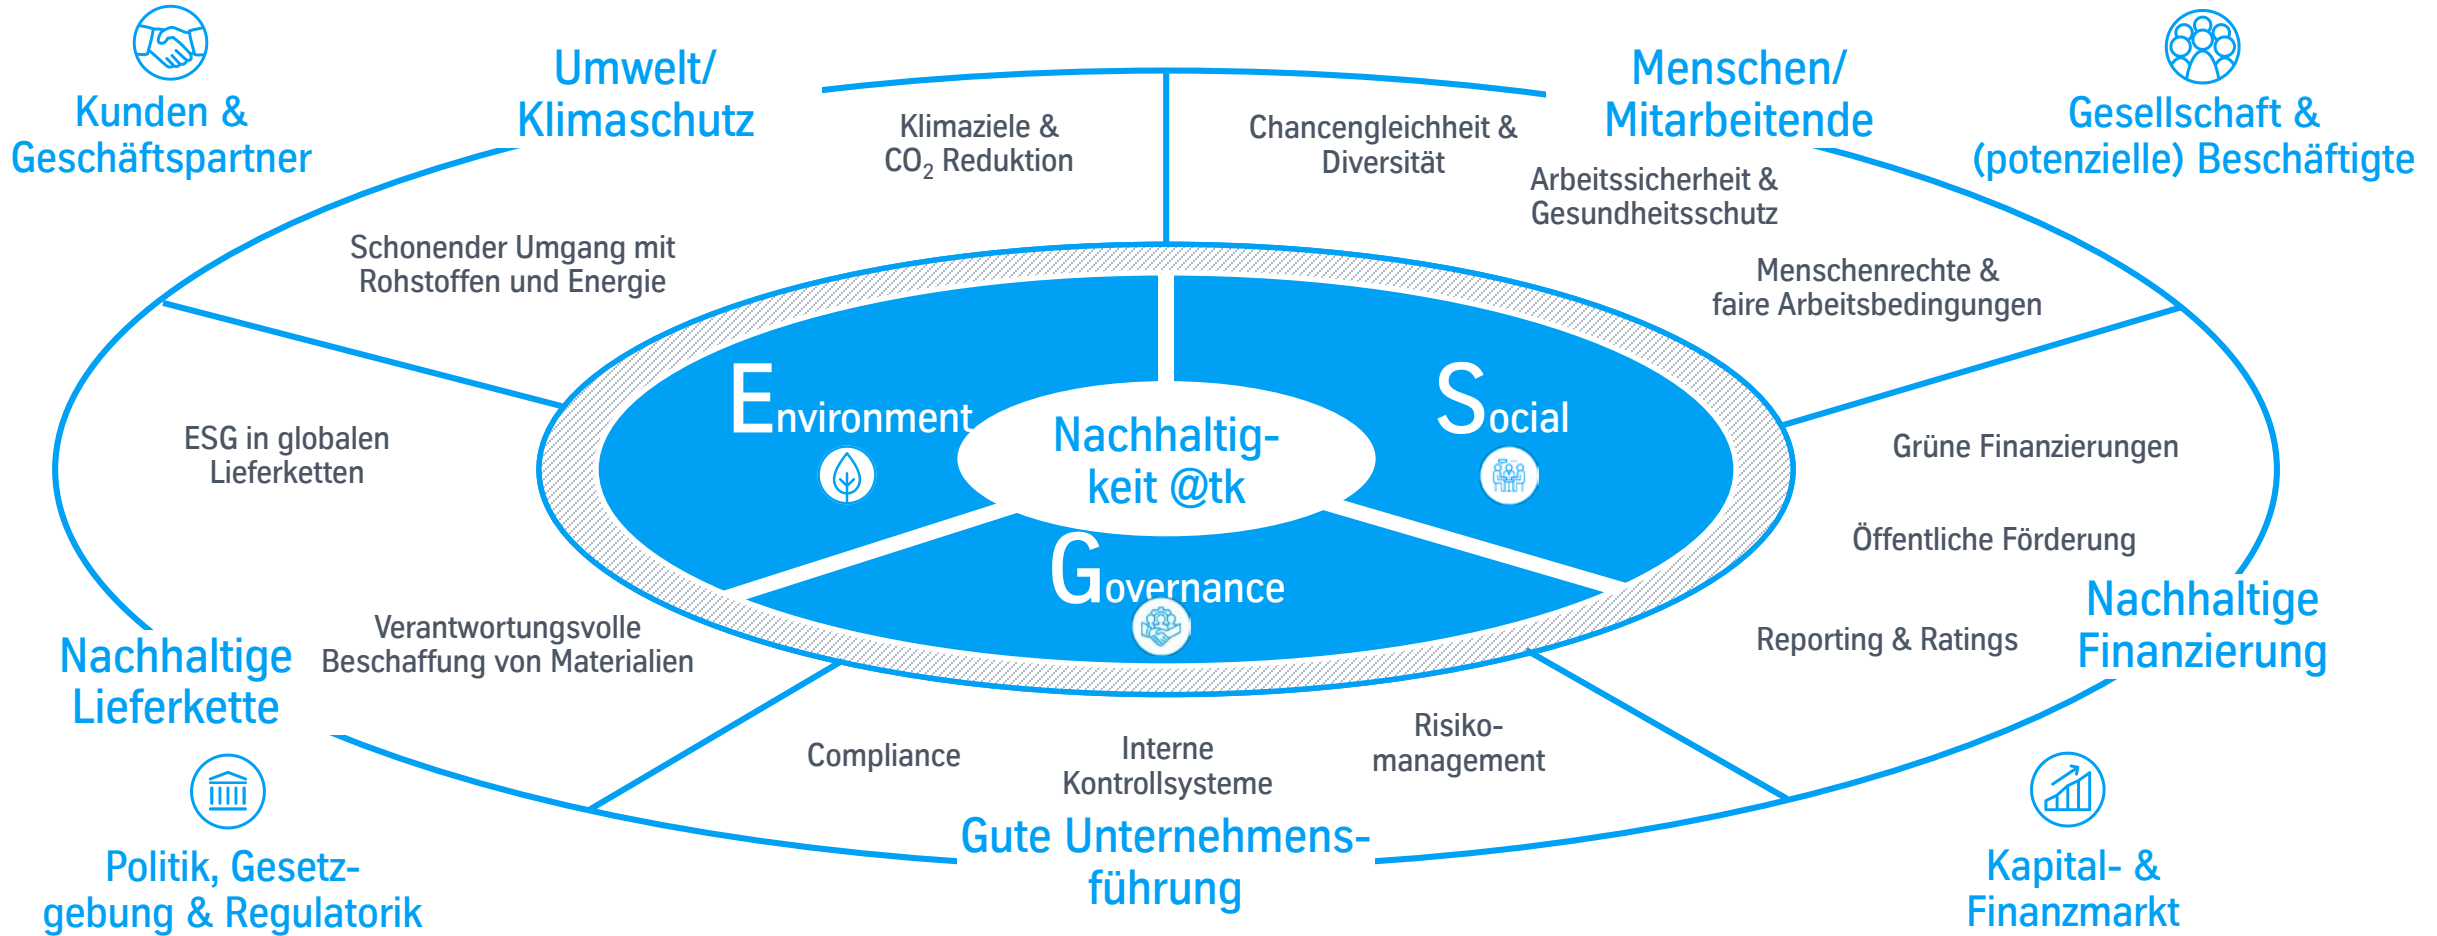 Kunden &
Geschäftspartner
Umwelt/
Klimaschutz
Menschen/
Mitarbeitende
Gesellschaft &
(potenzielle) Beschäftigte
Klimaziele &
CO₂ Reduktion
Chancengleichheit &
Diversität
Arbeitssicherheit &
Gesundheitsschutz
Schonender Umgang mit
Rohstoffen und Energie
Menschenrechte &
faire Arbeitsbedingungen
Environment
Social
Nachhaltig-
keit @tk
Governance
ESG in globalen
Lieferketten
Grüne Finanzierungen
Öffentliche Förderung
Nachhaltige
Finanzierung
Reporting & Ratings
Verantwortungsvolle
Beschaffung von Materialien
Nachhaltige
Lieferkette
Compliance
Interne
Kontrollsysteme
Risiko-
management
Gute Unternehmens-
führung
Politik, Gesetz-
gebung & Regulatorik
Kapital- &
Finanzmarkt